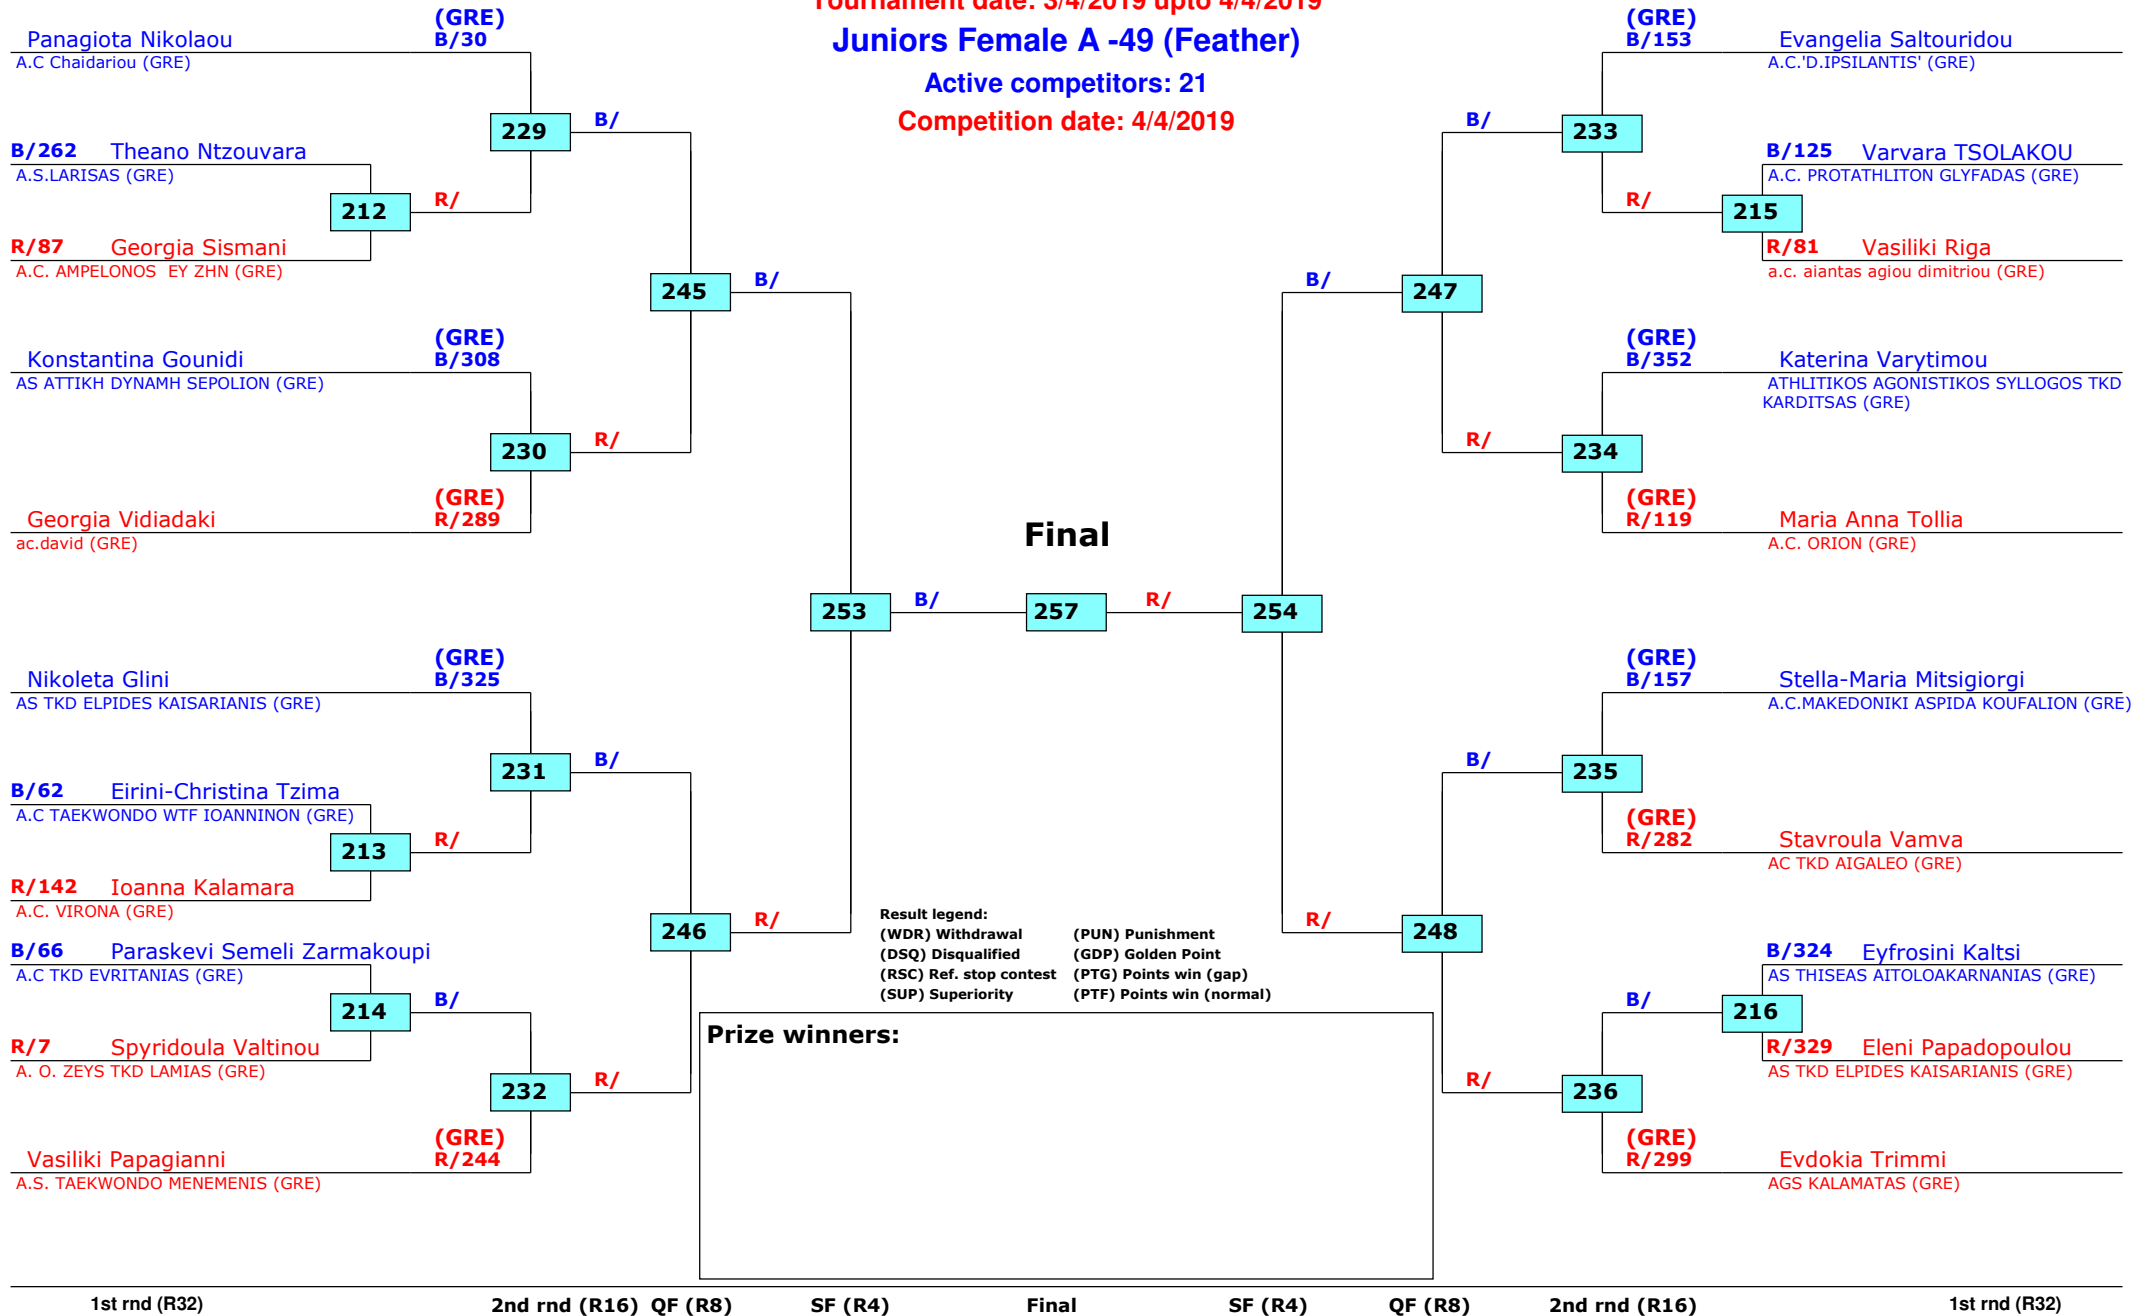 Tournament date: 3/4/2019 upto 4/4/2019
Juniors Female A -49 (Feather)
Active competitors: 21
Competition date: 4/4/2019
Panagiota Nikolaou
(GRE)
B/30
A.C Chaidariou (GRE)
229
B/
B/262 Theano Ntzouvara
A.S.LARISAS (GRE)
212
R/
R/87 Georgia Sismani
A.C. AMPELONOS EY ZHN (GRE)
245
B/
Konstantina Gounidi
(GRE)
B/308
AS ATTIKH DYNAMH SEPOLION (GRE)
230
R/
Georgia Vidiadaki
(GRE)
R/289
ac.david (GRE)
253
B/
Nikoleta Glini
(GRE)
B/325
AS TKD ELPIDES KAISARIANIS (GRE)
231
B/
B/62 Eirini-Christina Tzima
A.C TAEKWONDO WTF IOANNINON (GRE)
213
R/
R/142 Ioanna Kalamara
A.C. VIRONA (GRE)
246
R/
B/66 Paraskevi Semeli Zarmakoupi
A.C TKD EVRITANIAS (GRE)
214
B/
R/7 Spyridoula Valtinou
A. O. ZEYS TKD LAMIAS (GRE)
232
R/
Vasiliki Papagianni
(GRE)
R/244
A.S. TAEKWONDO MENEMENIS (GRE)
Final
257
R/
254
(GRE)
B/153
Evangelia Saltouridou
A.C.'D.IPSILANTIS' (GRE)
B/
233
B/125 Varvara TSOLAKOU
A.C. PROTATHLITON GLYFADAS (GRE)
R/
215
R/81 Vasiliki Riga
a.c. aiantas agiou dimitriou (GRE)
B/
247
(GRE)
B/352
Katerina Varytimou
ATHLITIKOS AGONISTIKOS SYLLOGOS TKD
KARDITSAS (GRE)
R/
234
(GRE)
R/119
Maria Anna Tollia
A.C. ORION (GRE)
(GRE)
B/157
Stella-Maria Mitsigiorgi
A.C.MAKEDONIKI ASPIDA KOUFALION (GRE)
B/
235
(GRE)
R/282
Stavroula Vamva
AC TKD AIGALEO (GRE)
R/
248
B/324 Eyfrosini Kaltsi
AS THISEAS AITOLOAKARNANIAS (GRE)
B/
216
R/329 Eleni Papadopoulou
AS TKD ELPIDES KAISARIANIS (GRE)
R/
236
(GRE)
R/299
Evdokia Trimmi
AGS KALAMATAS (GRE)
Result legend:
(WDR) Withdrawal (PUN) Punishment
(DSQ) Disqualified (GDP) Golden Point
(RSC) Ref. stop contest (PTG) Points win (gap)
(SUP) Superiority (PTF) Points win (normal)
Prize winners:
1st rnd (R32) 2nd rnd (R16) QF (R8) SF (R4) Final SF (R4) QF (R8) 2nd rnd (R16) 1st rnd (R32)